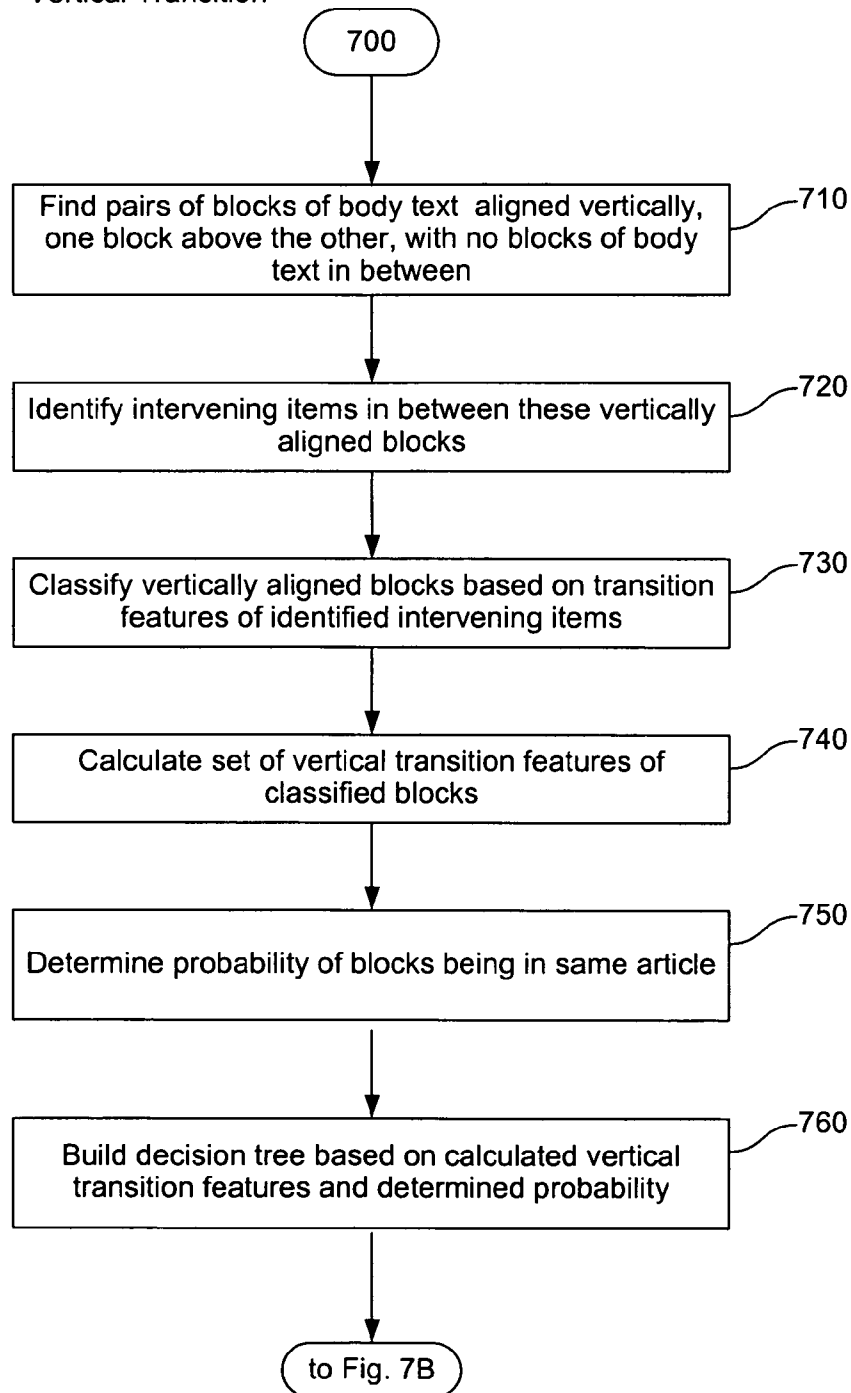 Vertical Transition
700
Find pairs of blocks of body text aligned vertically,
one block above the other, with no blocks of body
text in between
710
Identify intervening items in between these vertically
aligned blocks
720
Classify vertically aligned blocks based on transition
features of identified intervening items
730
Calculate set of vertical transition features of
classified blocks
740
Determine probability of blocks being in same article
750
Build decision tree based on calculated vertical
transition features and determined probability
760
to Fig. 7B